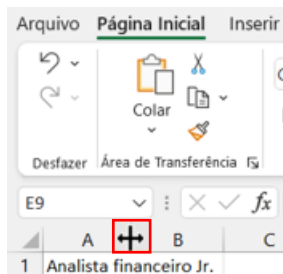 Arquivo Página Inicial Inserir
Colar
Desfazer Área de Transferência
E9 fx
A B C
1 Analista financeiro Jr.